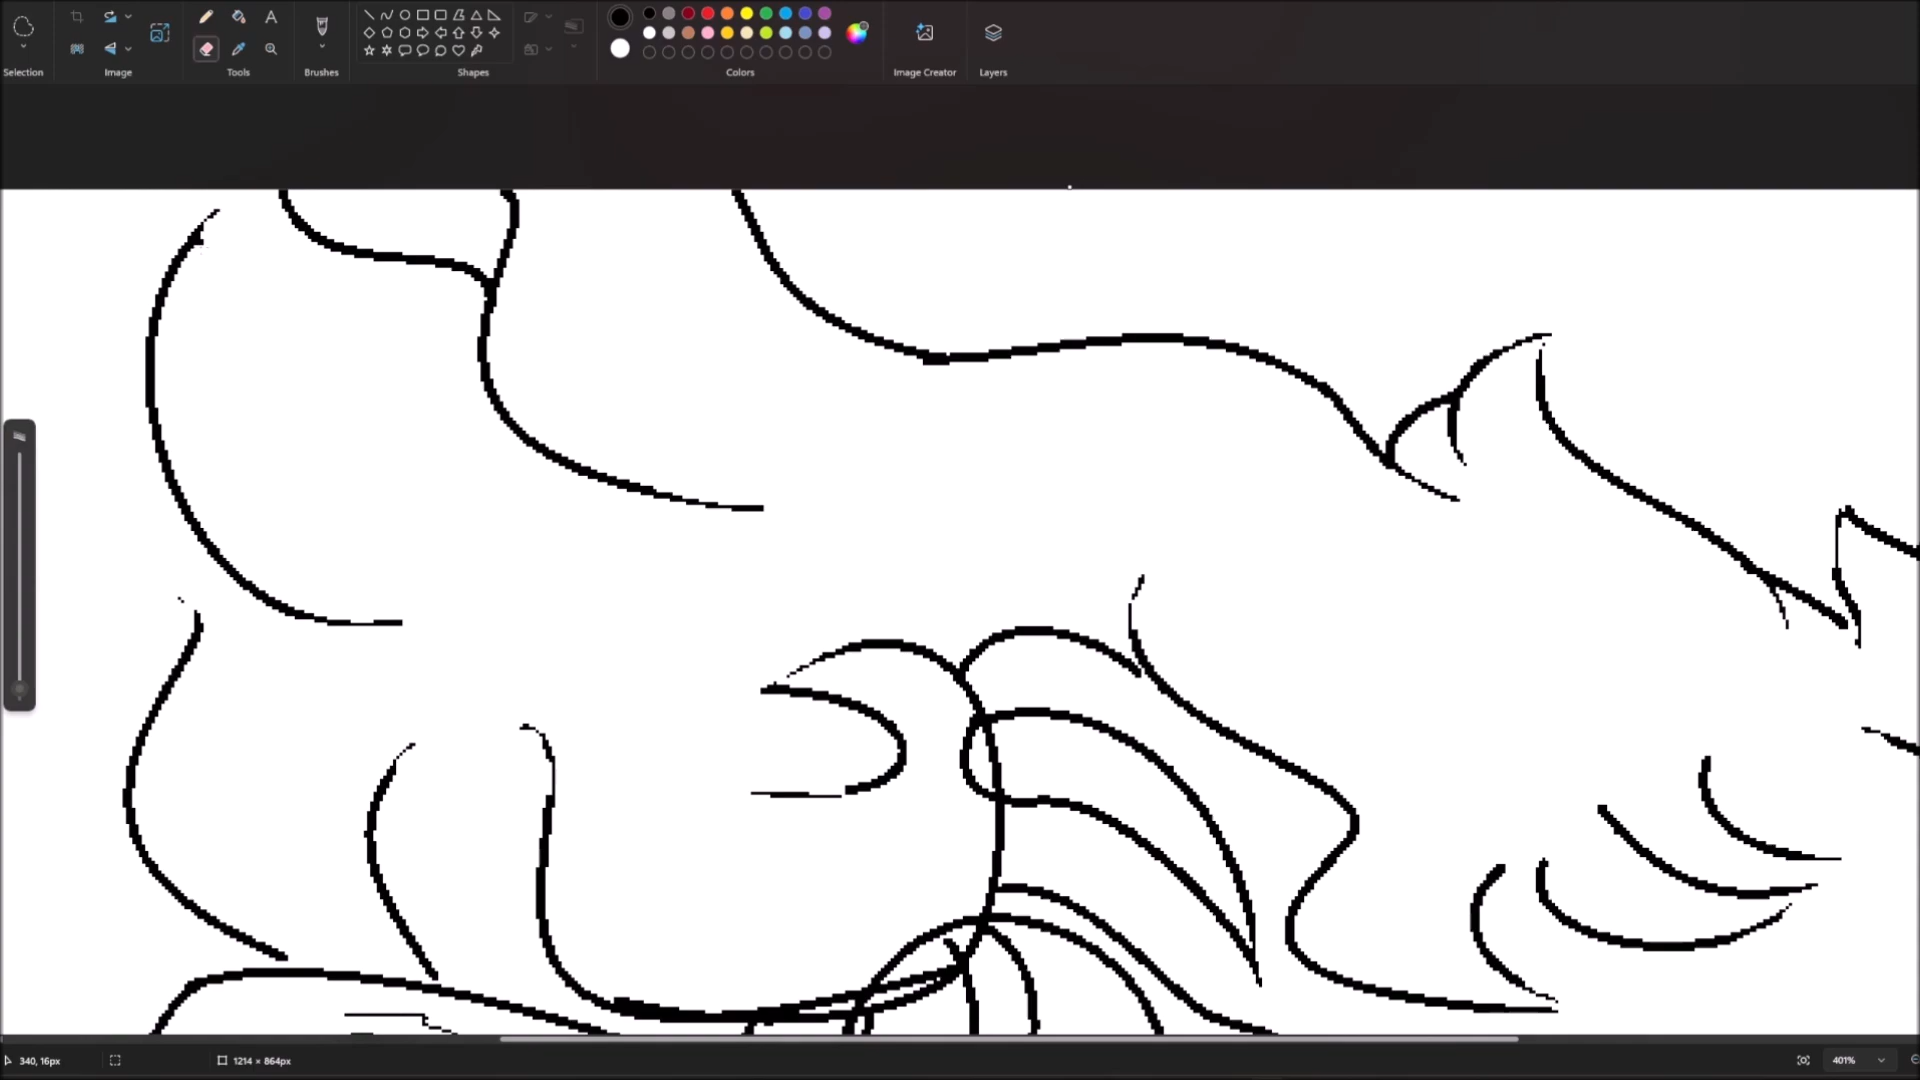 Selection
Image
Tools
Brushes
Shapes
Colors
Image Creator
Layers
340, 16px
1214 × 864px
401%